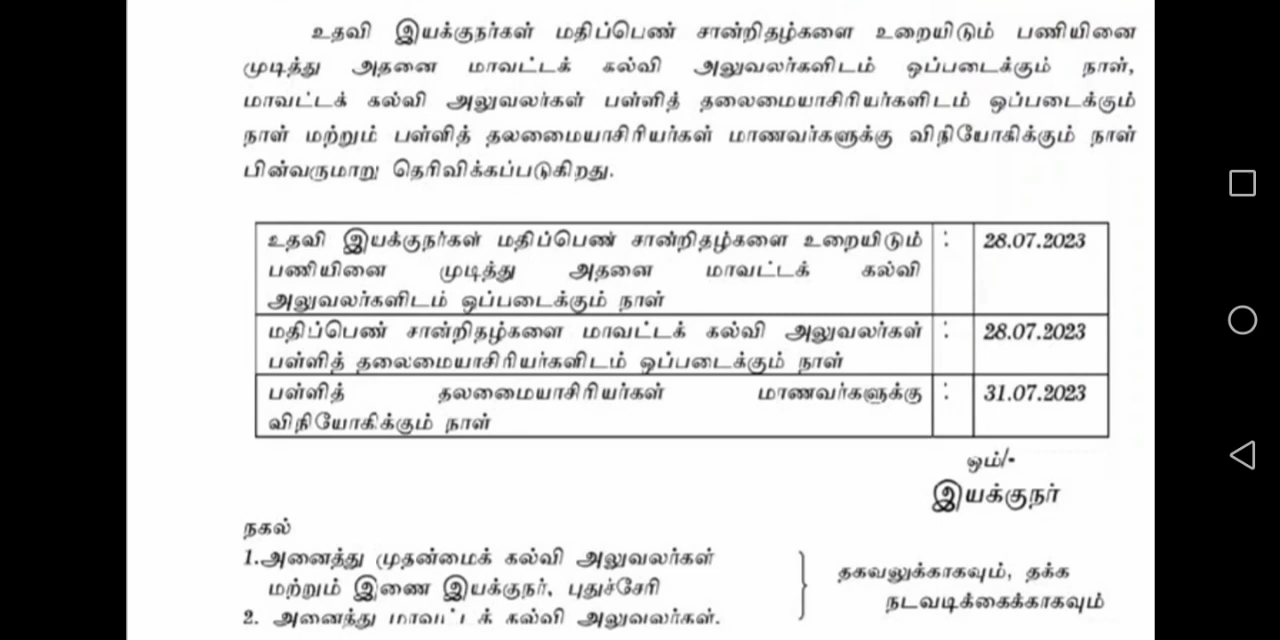 உதவி இயக்குநர்கள் மதிப்பெண் சான்றிதழ்களை உறையிடும் பணியினை
முடித்து அதனை மாவட்டக் கல்வி அலுவலர்களிடம் ஒப்படைக்கும் நாள்,
மாவட்டக் கல்வி அலுவலர்கள் பள்ளித் தலைமையாசிரியர்களிடம் ஒப்படைக்கும்
நாள் மற்றும் பள்ளித் தலமைையாசிரியர்கள் மாணவர்களுக்கு விநியோகிக்கும் நாள்
பின்வருமாறு தெரிவிக்கப்படுகிறது.
உதவி இயக்குநர்கள் மதிப்பெண் சான்றிதழ்களை உறையிடும் : 28.07.2023
பணியினை முடித்து அதனை மாவட்டக் கல்வி
அலுவலர்களிடம் ஒப்படைக்கும் நாள்
மதிப்பெண் சான்றிதழ்களை மாவட்டக் கல்வி அலுவலர்கள் : 28.07.2023
பள்ளித் தலைமையாசிரியர்களிடம் ஒப்படைக்கும் நாள்
பள்ளித் தலமைையாசிரியர்கள் மாணவர்களுக்கு : 31.07.2023
விநியோகிக்கும் நாள்
ஒம்/-
இயக்குநர்
நகல்
1.அனைத்து முதன்மைக் கல்வி அலுவலர்கள்
மற்றும் இணை இயக்குநர், புதுச்சேரி
2. அனைத்து மாவட்டக் கல்வி அலுவலர்கள்.
தகவலுக்காகவும், தக்க
நடவடிக்கைக்காகவும்